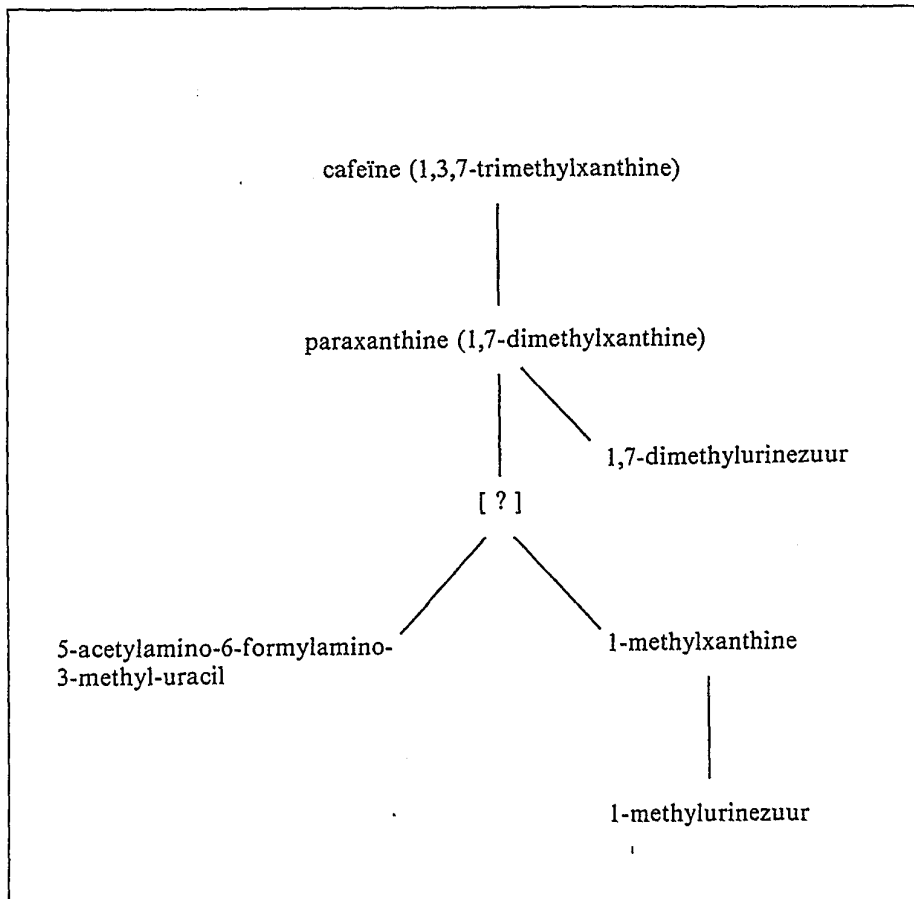 cafeïne (1,3,7-trimethylxanthine)
paraxanthine (1,7-dimethylxanthine)
1,7-dimethylurinezuur
[ ? ]
5-acetylamino-6-formylamino-
3-methyl-uracil
1-methylxanthine
1-methylurinezuur